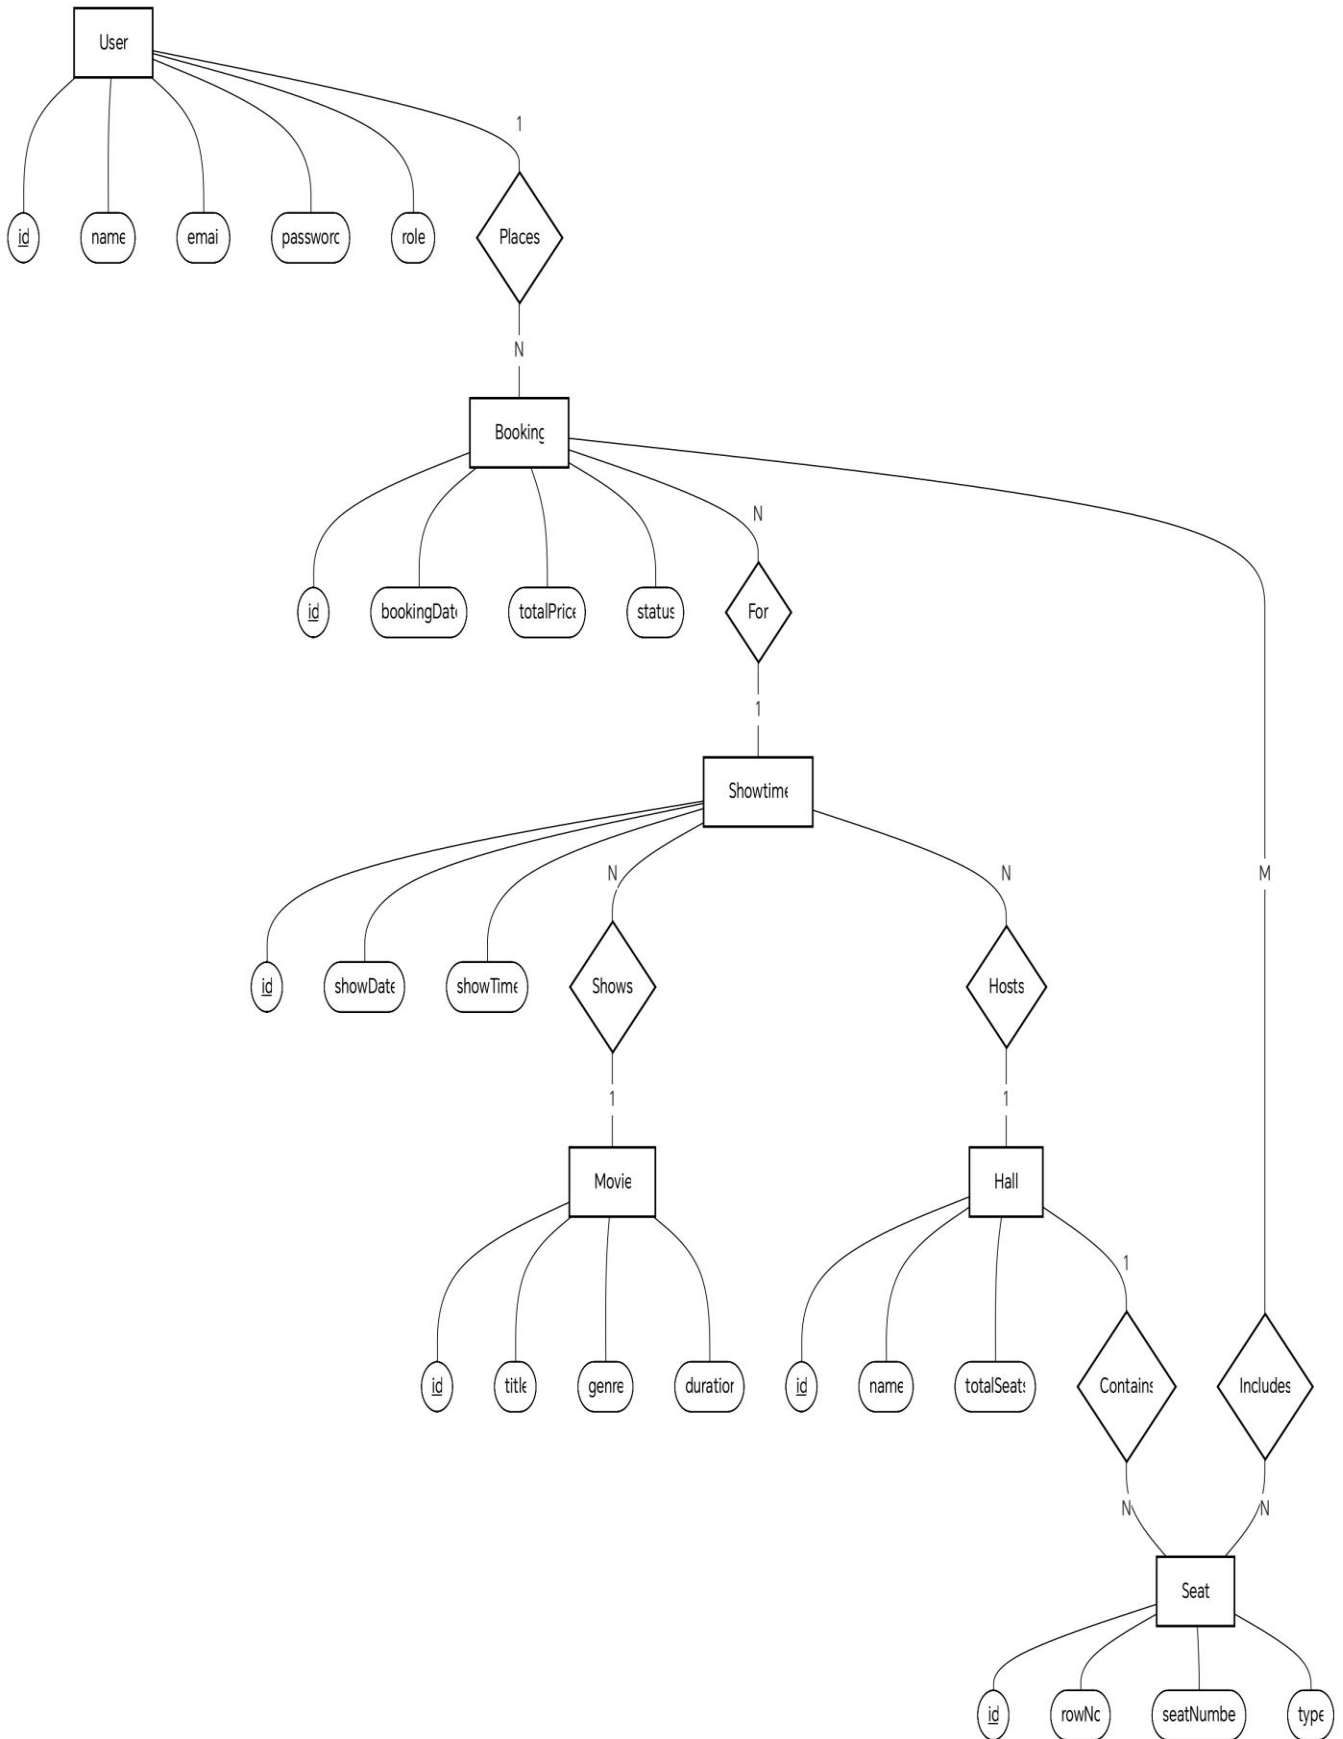 User
1
id
name
emai
passworc
role
Places
N
Booking
N
id
bookingDate
totalPrice
status
For
1
Showtime
N
N
M
id
showDate
showTime
Shows
Hosts
1
1
Movie
Hall
1
id
title
genre
duration
id
name
totalSeats
Contains
Includes
N
N
Seat
id
rowNo
seatNumbe
type